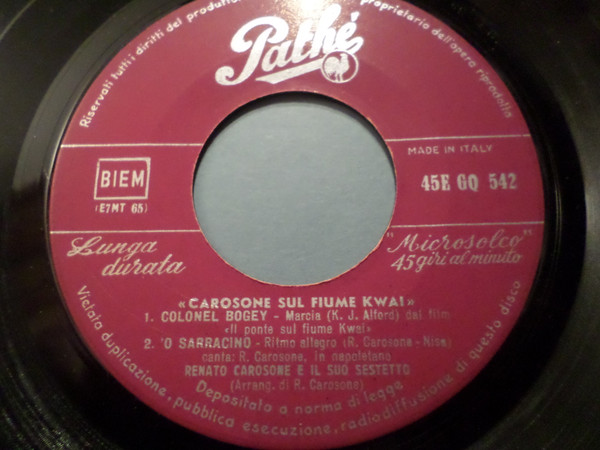 Riservati tutti i diritti del produttore
proprietario dell'opera riprodotta
Pathé
BIEM
(E7MT 65)
MADE IN ITALY
45E GQ 542
Lunga
durata
"Microsolco"
45 giri al minuto
«CAROSONE SUL FIUME KWAI»
1. COLONEL BOGEY - Marcia (K. J. Alford) dal film
«Il ponte sul fiume Kwai»
2. 'O SARRACINO - Ritmo allegro (R. Carosone - Nisa)
canta: R. Carosone, in napoletano
RENATO CAROSONE E IL SUO SESTETTO
(Arrang. di R. Carosone)
Depositato a norma di legge
Vietata duplicazione, pubblica esecuzione, radiodiffusione di questo disco